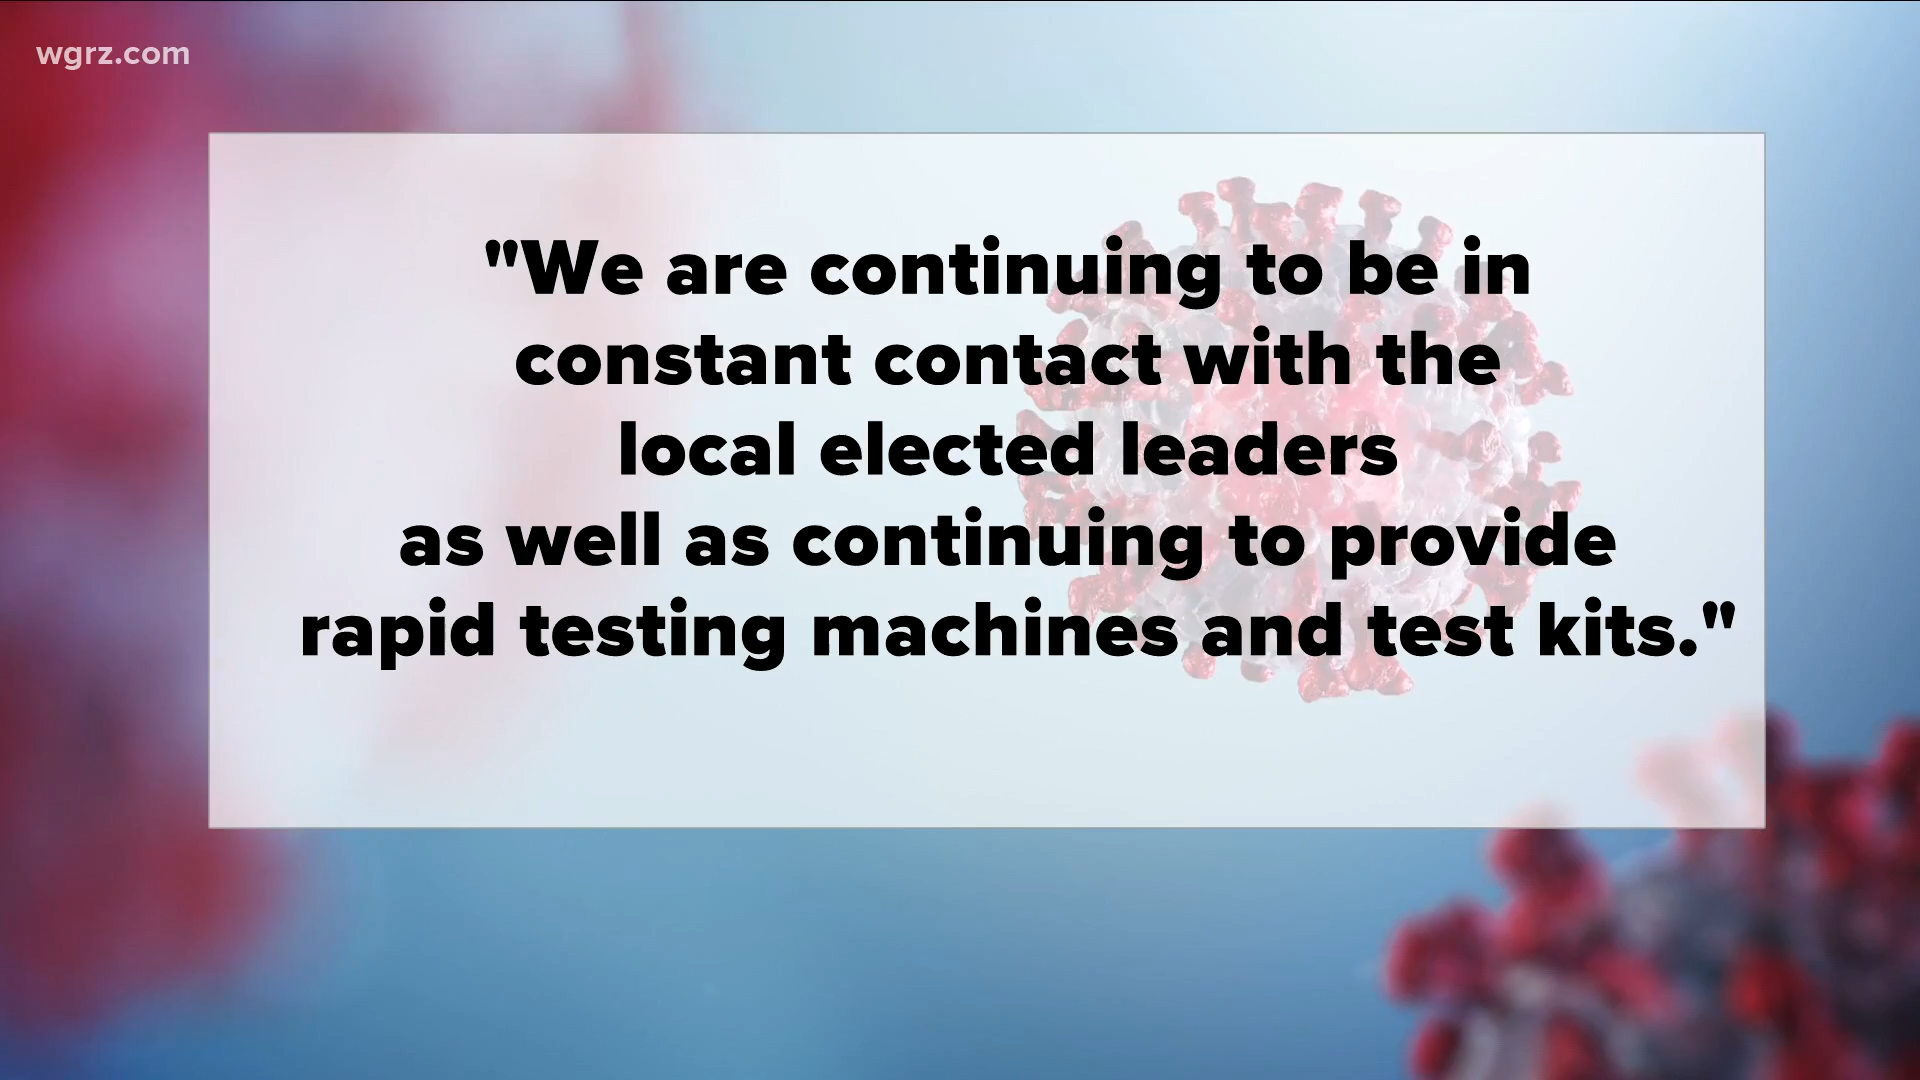 wgrz.com
"We are continuing to be in
constant contact with the
local elected leaders
as well as continuing to provide
rapid testing machines and test kits."